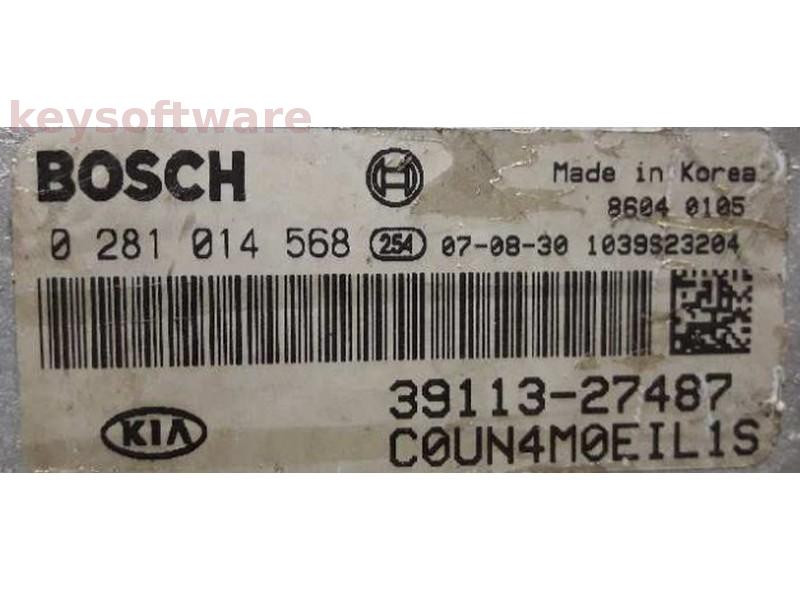 keysoftware
BOSCH
Made in Korea
8604 0105
0 281 014 568 254 07-08-30 1039S23204
39113-27487
KIA
C0UN4M0EIL1S